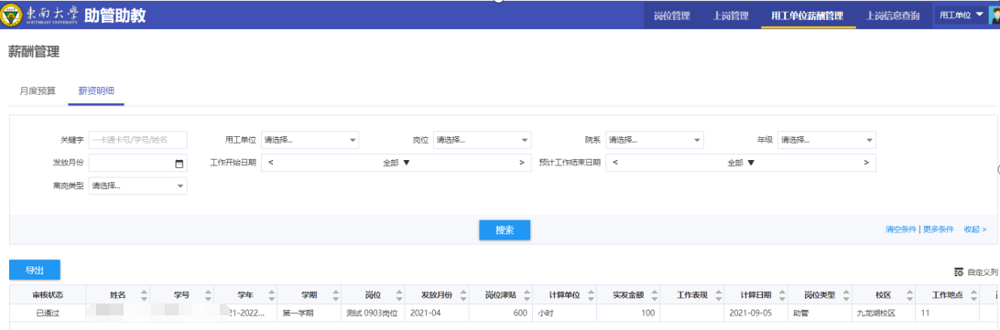 東南大學 SOUTHEAST UNIVERSITY 助管助教 岗位管理 上岗管理 用工单位薪酬管理 上岗信息查询 用工单位
薪酬管理
月度预算 薪资明细
关键字 一卡通卡号/学号/姓名 用工单位 请选择... 岗位 请选择... 院系 请选择... 年级 请选择...
发放月份 工作开始日期 < 全部 ▼ > 预计工作结束日期 < 全部 ▼ >
离岗类型 请选择...
搜索 清空条件 | 更多条件 收起 >
导出 自定义列
审核状态 姓名 学号 学年 学期 岗位 发放月份 岗位津贴 计算单位 实发金额 工作表现 计算日期 岗位类型 校区 工作地点
已通过 21-2022... 第一学期 测试 0903岗位 2021-04 600 小时 100 2021-09-05 助管 九龙湖校区 11